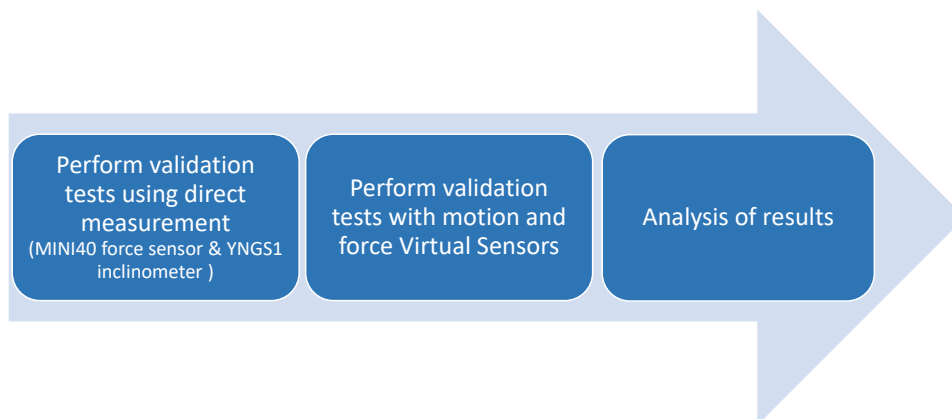 Perform validation
tests using direct
measurement
(MINI40 force sensor & YNGS1
inclinometer )
Perform validation
tests with motion and
force Virtual Sensors
Analysis of results